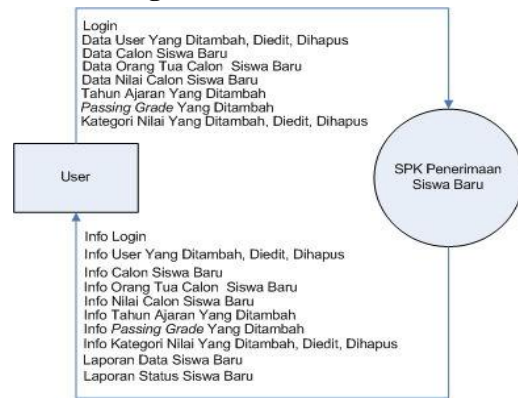 Login
Data User Yang Ditambah, Diedit, Dihapus
Data Calon Siswa Baru
Data Orang Tua Calon Siswa Baru
Data Nilai Calon Siswa Baru
Tahun Ajaran Yang Ditambah
Passing Grade Yang Ditambah
Kategori Nilai Yang Ditambah, Diedit, Dihapus
User
SPK Penerimaan
Siswa Baru
Info Login
Info User Yang Ditambah, Diedit, Dihapus
Info Calon Siswa Baru
Info Orang Tua Calon Siswa Baru
Info Nilai Calon Siswa Baru
Info Tahun Ajaran Yang Ditambah
Info Passing Grade Yang Ditambah
Info Kategori Nilai Yang Ditambah, Diedit, Dihapus
Laporan Data Siswa Baru
Laporan Status Siswa Baru